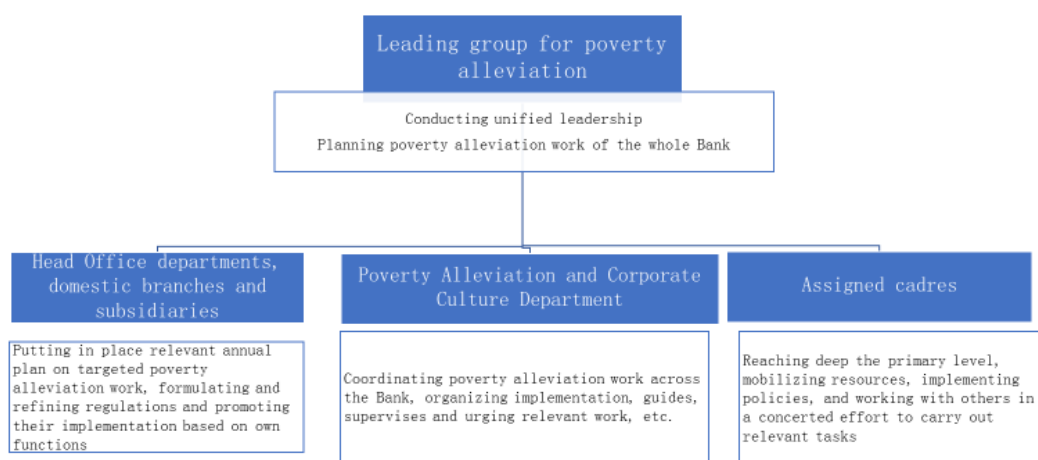 Leading group for poverty
alleviation
Conducting unified leadership
Planning poverty alleviation work of the whole Bank
Head Office departments,
domestic branches and
subsidiaries
Putting in place relevant annual
plan on targeted poverty
alleviation work, formulating and
refining regulations and promoting
their implementation based on own
functions
Poverty Alleviation and Corporate
Culture Department
Coordinating poverty alleviation work across
the Bank, organizing implementation, guides,
supervises and urging relevant work, etc.
Assigned cadres
Reaching deep the primary level,
mobilizing resources, implementing
policies, and working with others in
a concerted effort to carry out
relevant tasks